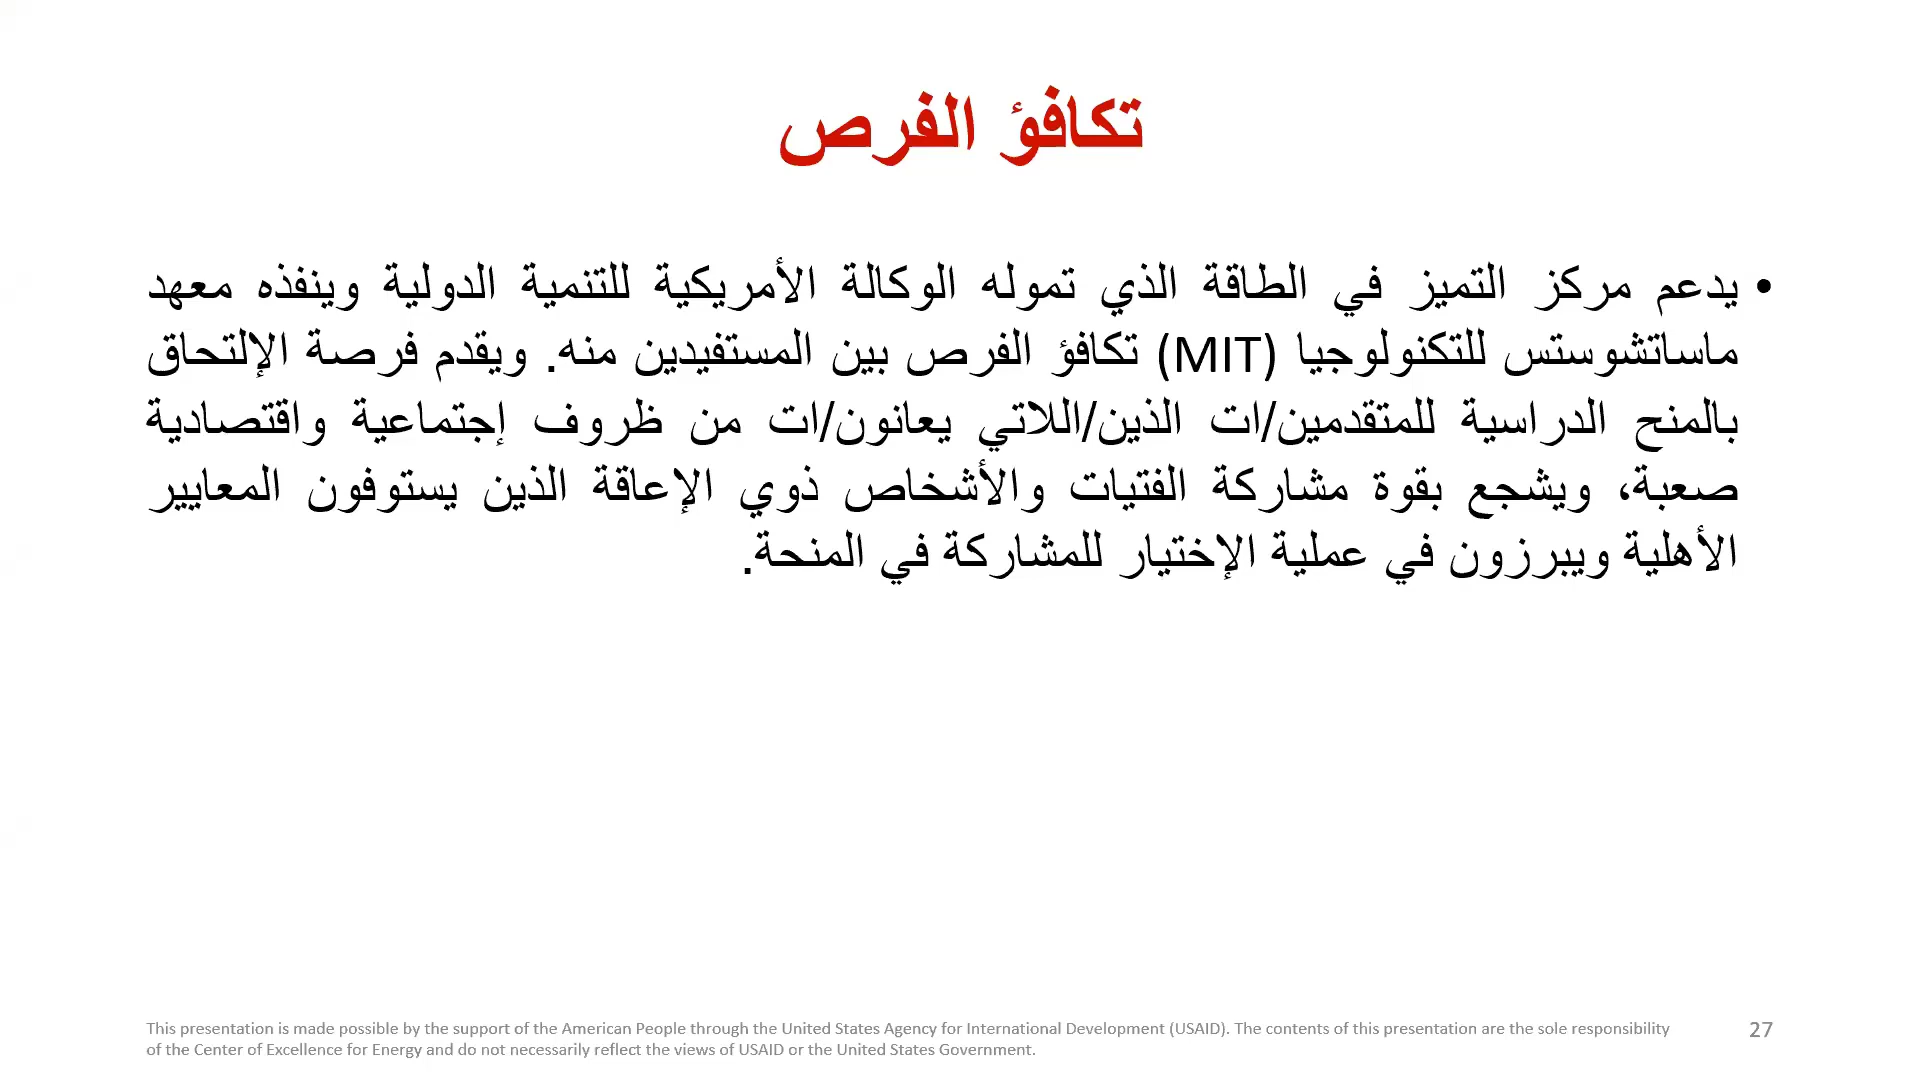 تكافؤ الفرص
• يدعم مركز التميز في الطاقة الذي تموله الوكالة الأمريكية للتنمية الدولية وينفذه معهد
ماساتشوستس للتكنولوجيا (MIT) تكافؤ الفرص بين المستفيدين منه. ويقدم فرصة الإلتحاق
بالمنح الدراسية للمتقدمين/ات الذين/اللاتي يعانون/ات من ظروف إجتماعية واقتصادية
صعبة، ويشجع بقوة مشاركة الفتيات والأشخاص ذوي الإعاقة الذين يستوفون المعايير
الأهلية ويبرزون في عملية الإختيار للمشاركة في المنحة.
This presentation is made possible by the support of the American People through the United States Agency for International Development (USAID). The contents of this presentation are the sole responsibility
of the Center of Excellence for Energy and do not necessarily reflect the views of USAID or the United States Government.
27